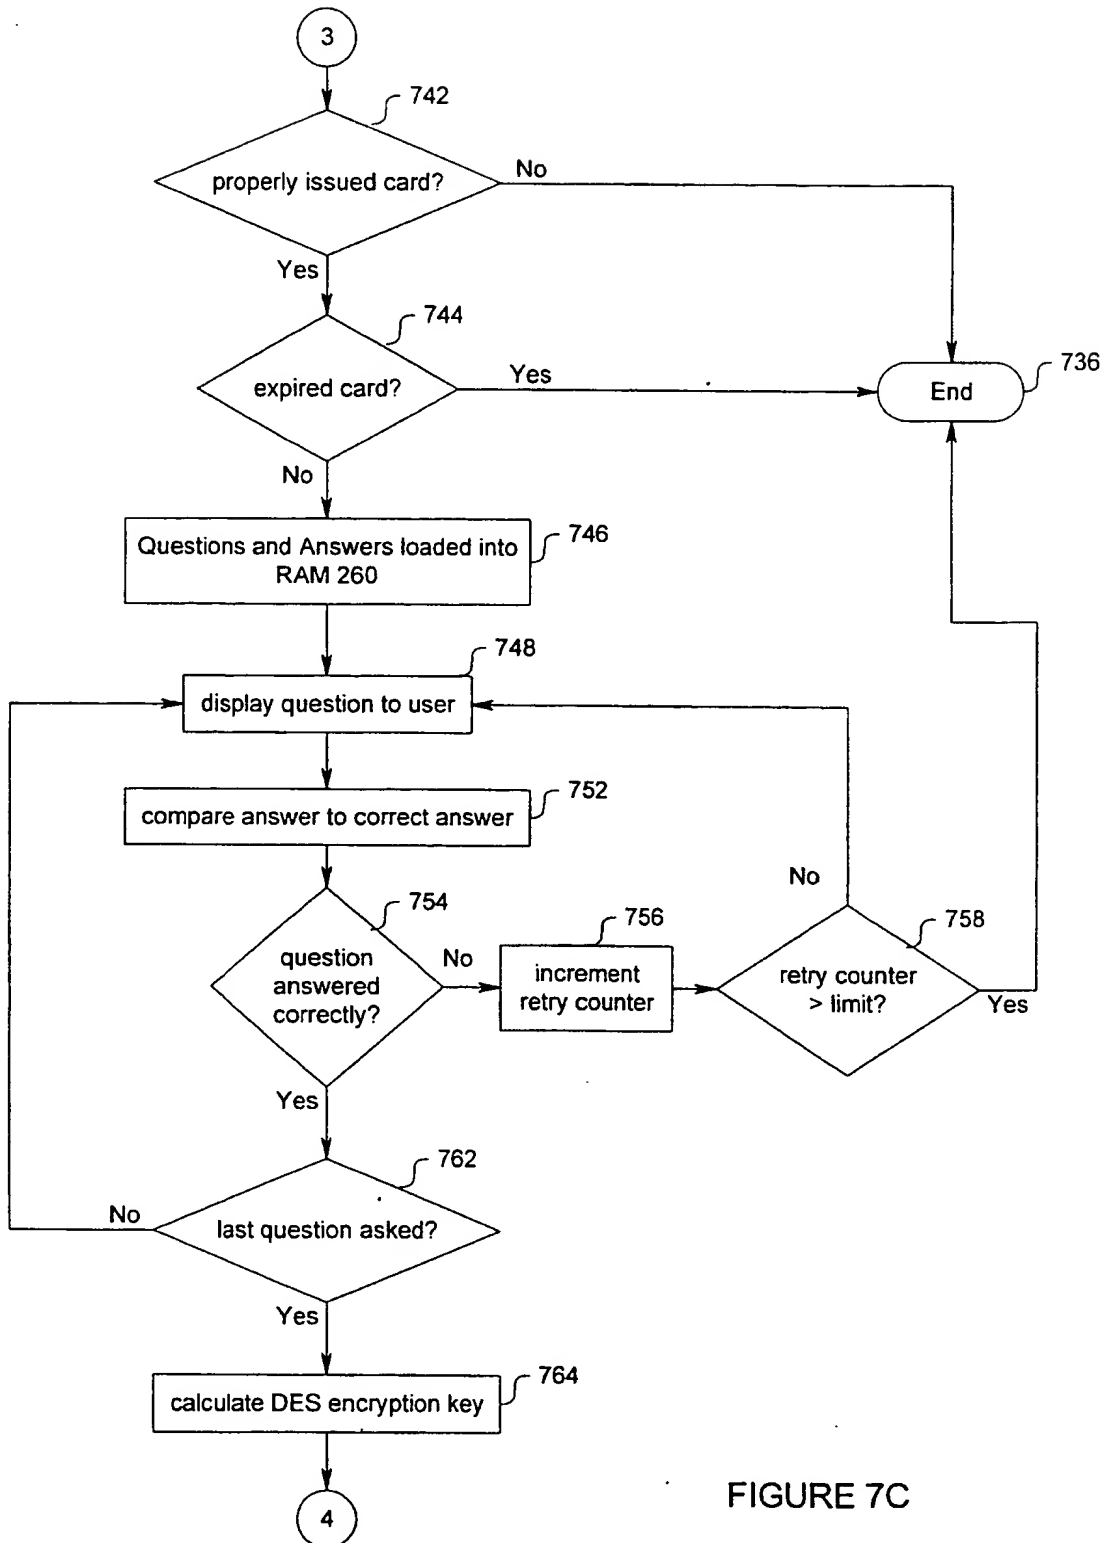 3
742
properly issued card?
No
Yes
744
expired card?
Yes
736
End
No
Questions and Answers loaded into
RAM 260
746
748
display question to user
752
compare answer to correct answer
754
question
answered
correctly?
No
756
increment
retry counter
No
758
retry counter
> limit?
Yes
Yes
762
last question asked?
No
Yes
764
calculate DES encryption key
4
FIGURE 7C